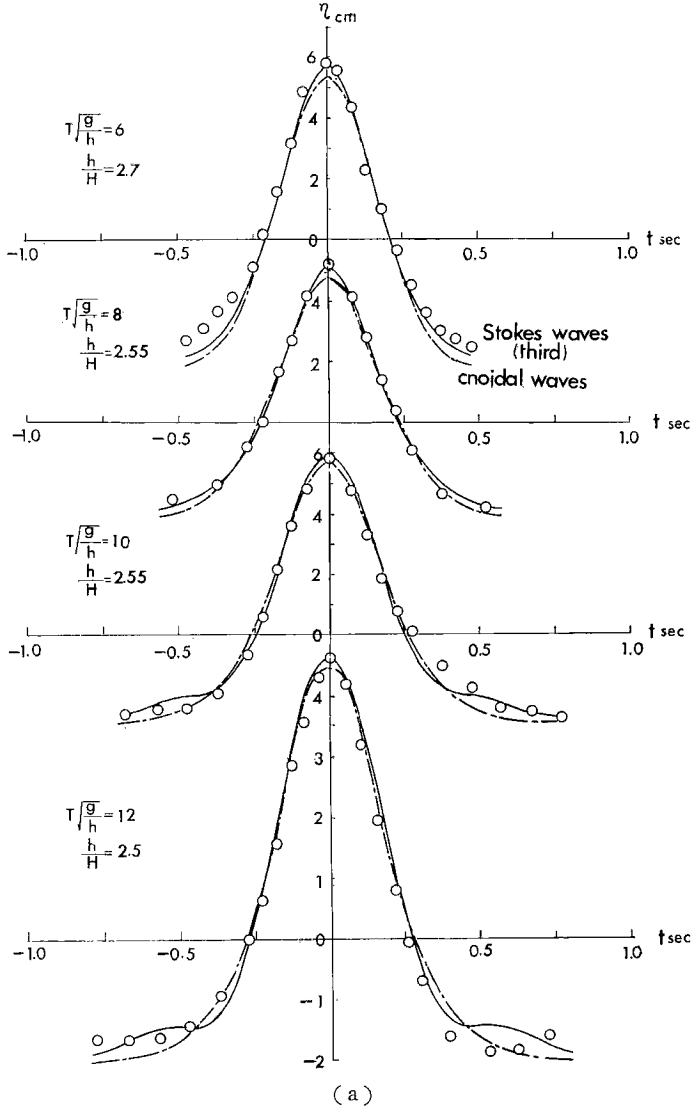 η cm
6
4
2
0
T√g/h=6
h/H=2.7
-1.0
-0.5
0.5
1.0
t sec
4
2
T√g/h=8
h/H=2.55
Stokes waves
(third)
cnoidal waves
-1.0
-0.5
0.5
1.0
t sec
6
4
2
0
T√g/h=10
h/H=2.55
-1.0
-0.5
0.5
1.0
t sec
4
3
1
0
-1
-2
T√g/h=12
h/H=2.5
-1.0
-0.5
0.5
1.0
t sec
(a)